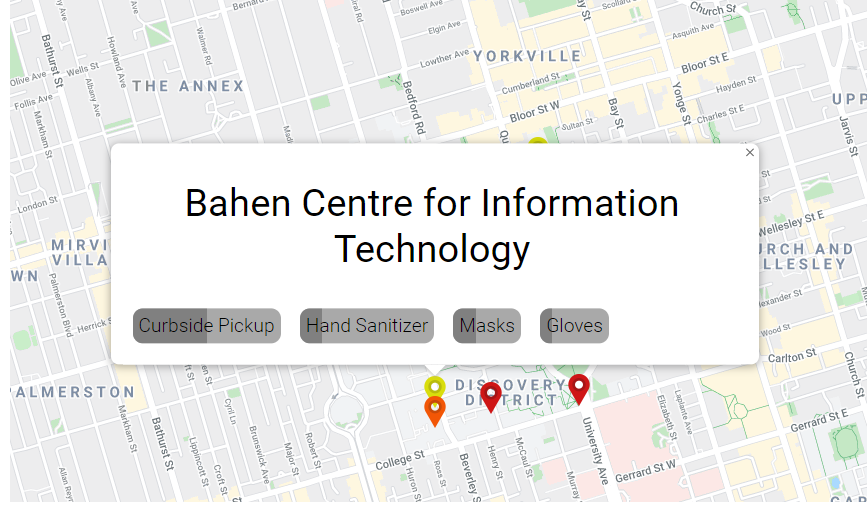 Church St
Boswell Ave
Scollard St
Elgin Ave
Asquith Ave
Bathurst St
Howland Ave
Walmer Rd
YORKVILLE
Lowther Ave
Bloor St E
Wells St
Olive Ave
Albany Ave
THE ANNEX
Cumberland St
Hayden St
Follis Ave
Bedford Rd
Bay St
Yonge St
UPP
Bloor St W
Charles St E
Markham St
Sultan St
Jarvis St
×
Bahen Centre for Information
Technology
London St
Wellesley St E
MIRVI
VILLA
WN
RCH AND
LLESLEY
Palmerston Blvd
Alexander St
Herrick
Curbside Pickup
Hand Sanitizer
Masks
Gloves
Wood St
Carlton St
ALMERSTON
DISCOVERY
DISTRICT
Church St
Markham St
Cyril Ln
Elizabeth St
Laplante Ave
Gerrard St E
Bathurst St
Lippincott St
Croft St
Brunswick Ave
Robert St
College St
University Ave
McCaul St
Henry St
Ross St
Beverley St
Huron St
Murray St
Gerrard St W
Allan Rey
Croft St